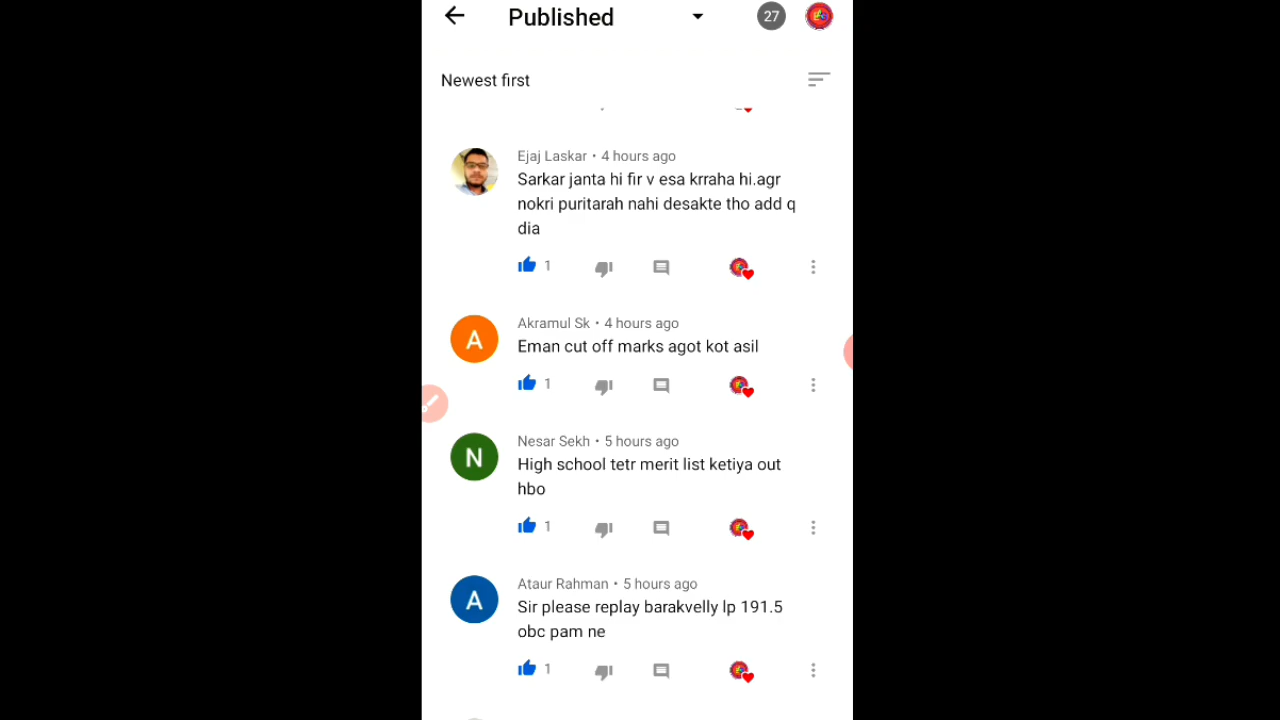 Published
27
Newest first
Ejaj Laskar • 4 hours ago
Sarkar janta hi fir v esa krraha hi.agr
nokri puritarah nahi desakte tho add q
dia
1
Akramul Sk • 4 hours ago
Eman cut off marks agot kot asil
1
A
Nesar Sekh • 5 hours ago
High school tetr merit list ketiya out
hbo
1
N
Ataur Rahman • 5 hours ago
Sir please replay barakvelly lp 191.5
obc pam ne
1
A